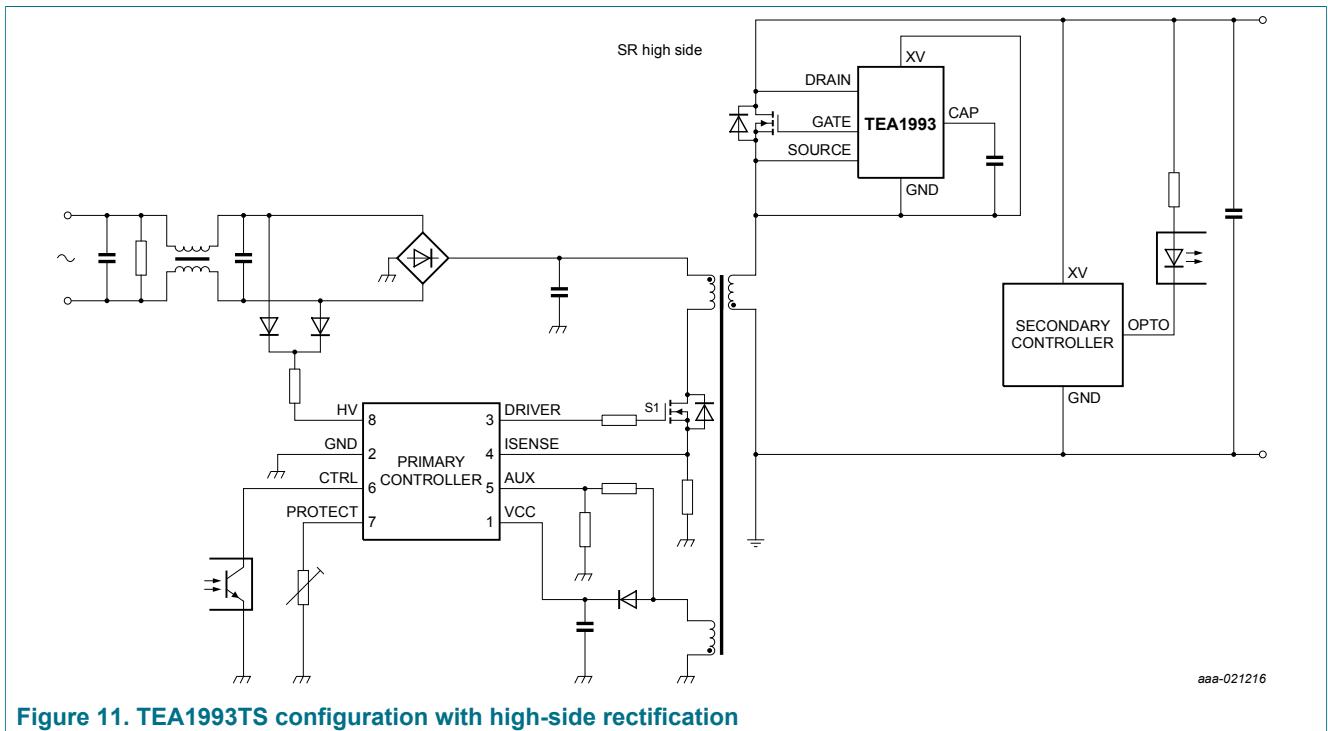 SR high side
XV
DRAIN
GATE
TEA1993
CAP
SOURCE
GND
XV
SECONDARY
CONTROLLER
OPTO
GND
HV
8
3
DRIVER
S1
GND
2
4
ISENSE
PRIMARY
CONTROLLER
CTRL
6
5
AUX
PROTECT
7
1
VCC
aaa-021216
Figure 11. TEA1993TS configuration with high-side rectification